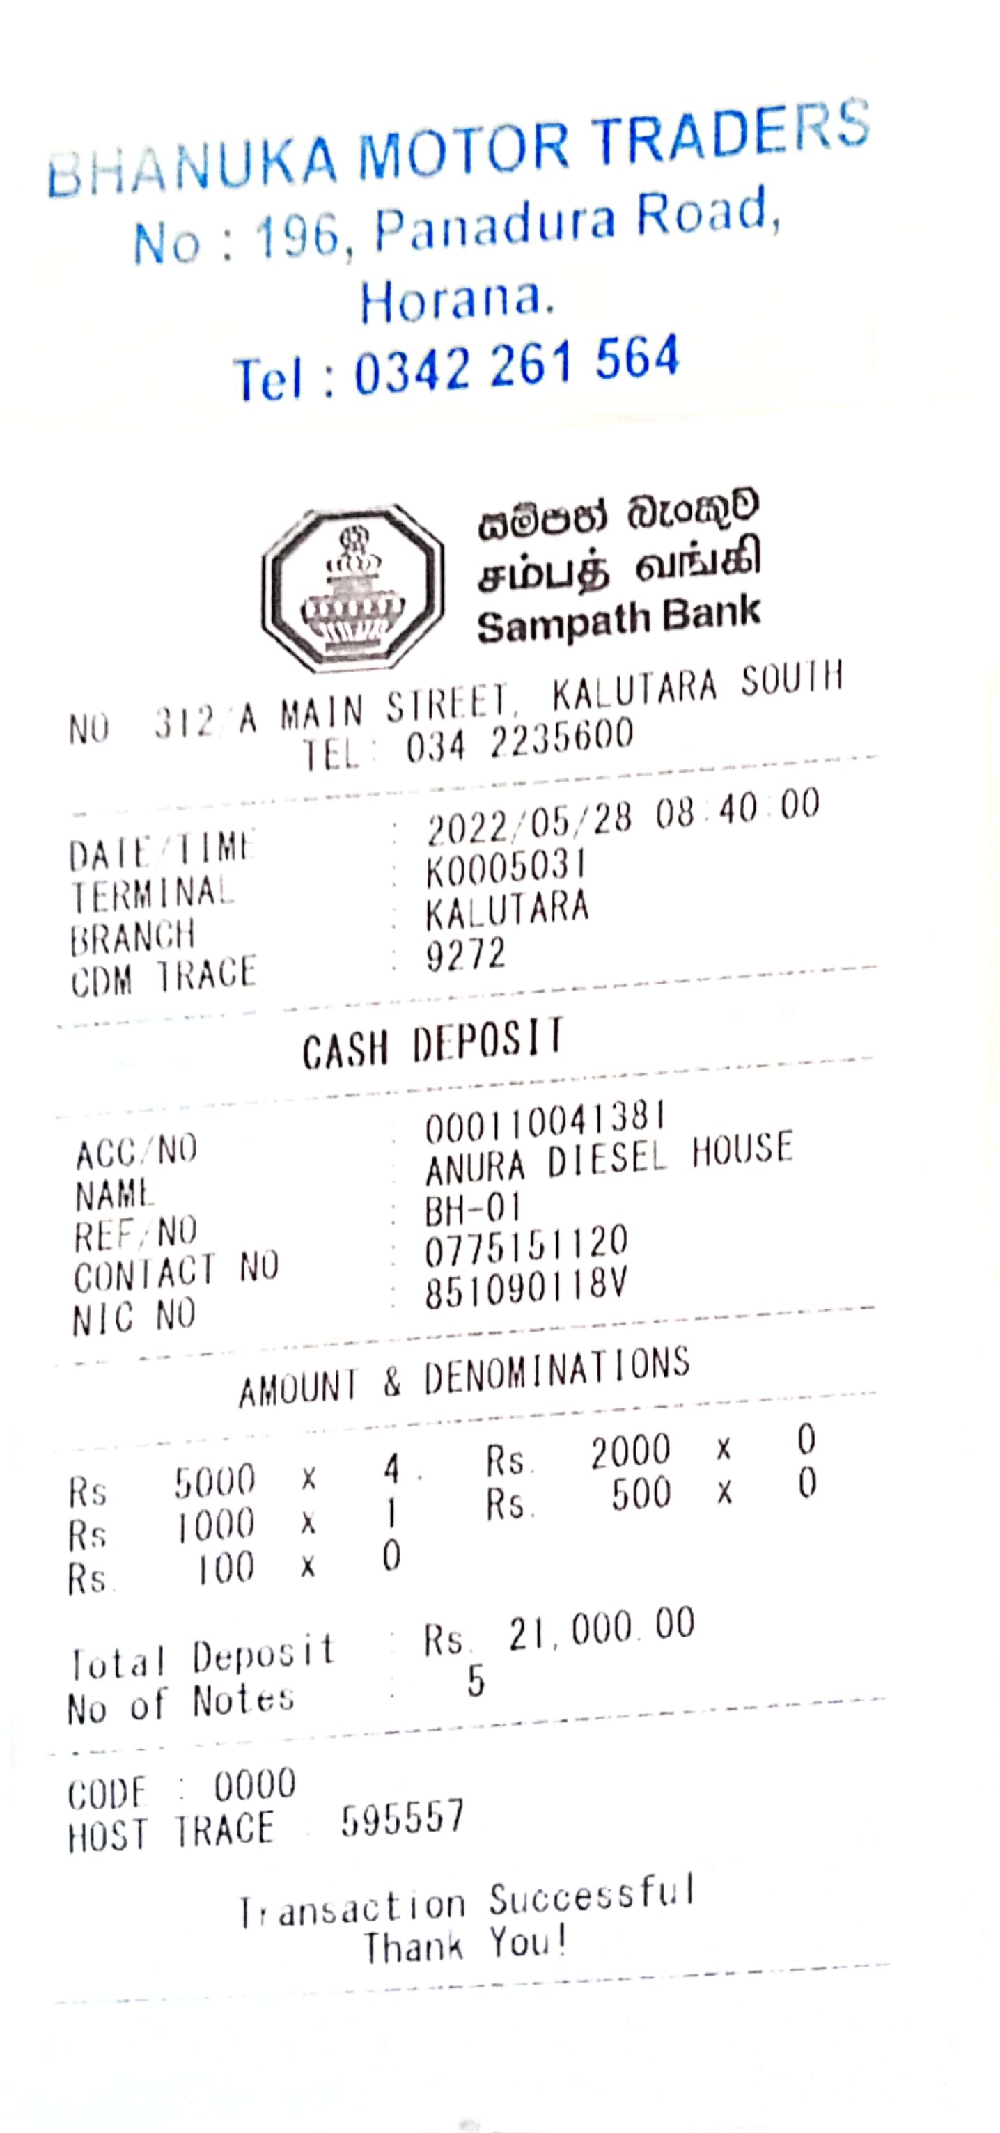 BHANUKA MOTOR TRADERS
No : 196, Panadura Road,
Horana.
Tel : 0342 261 564
සම්පත් බැංකුව
சம்பத் வங்கி
Sampath Bank
NO 312/A MAIN STREET, KALUTARA SOUTH
TEL: 034 2235600
DATE/TIME : 2022/05/28 08:40:00
TERMINAL : K0005031
BRANCH : KALUTARA
CDM TRACE : 9272
CASH DEPOSIT
ACC/NO : 000110041381
NAME : ANURA DIESEL HOUSE
REF/NO : BH-01
CONTACT NO : 0775151120
NIC NO : 851090118V
AMOUNT & DENOMINATIONS
Rs 5000 x 4 . Rs. 2000 x 0
Rs 1000 x 1 Rs. 500 x 0
Rs. 100 x 0
Total Deposit : Rs. 21,000.00
No of Notes : 5
CODE : 0000
HOST TRACE : 595557
Transaction Successful
Thank You!